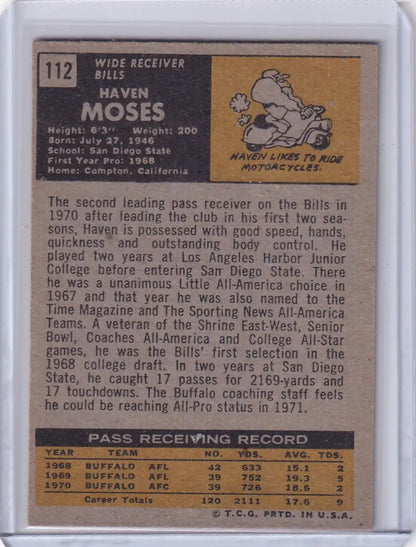 112
WIDE RECEIVER
BILLS
HAVEN
MOSES
Height: 6'3" Weight: 200
Born: July 27, 1946
School: San Diego State
First Year Pro: 1968
Home: Compton, California
HAVEN LIKES TO RIDE
MOTORCYCLES.
The second leading pass receiver on the Bills in
1970 after leading the club in his first two sea-
sons, Haven is possessed with good speed, hands,
quickness and outstanding body control. He
played two years at Los Angeles Harbor Junior
College before entering San Diego State. There
he was a unanimous Little All-America choice in
1967 and that year he was also named to the
Time Magazine and The Sporting News All-America
Teams. A veteran of the Shrine East-West, Senior
Bowl, Coaches All-America and College All-Star
games, he was the Bills' first selection in the
1968 college draft. In two years at San Diego
State, he caught 17 passes for 2169-yards and
17 touchdowns. The Buffalo coaching staff feels
he could be reaching All-Pro status in 1971.
PASS RECEIVING RECORD
YEAR TEAM NO. YDS. AVG. TDS.
1968 BUFFALO AFL 42 633 15.1 2
1969 BUFFALO AFL 39 752 19.3 5
1970 BUFFALO AFC 39 726 18.6 2
Career Totals 120 2111 17.6 9
© T.C.G. PRTD. IN U.S.A.